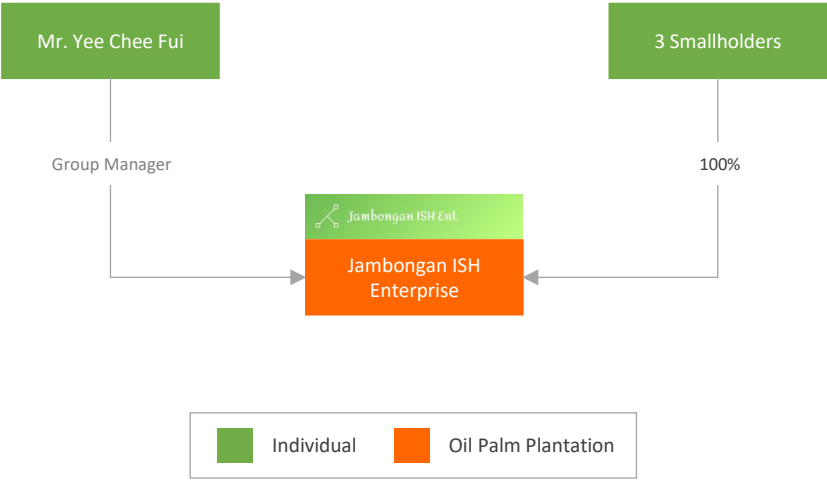 Mr. Yee Chee Fui
3 Smallholders
Group Manager
100%
Jambongan ISH Ent.
Jambongan ISH
Enterprise
Individual
Oil Palm Plantation